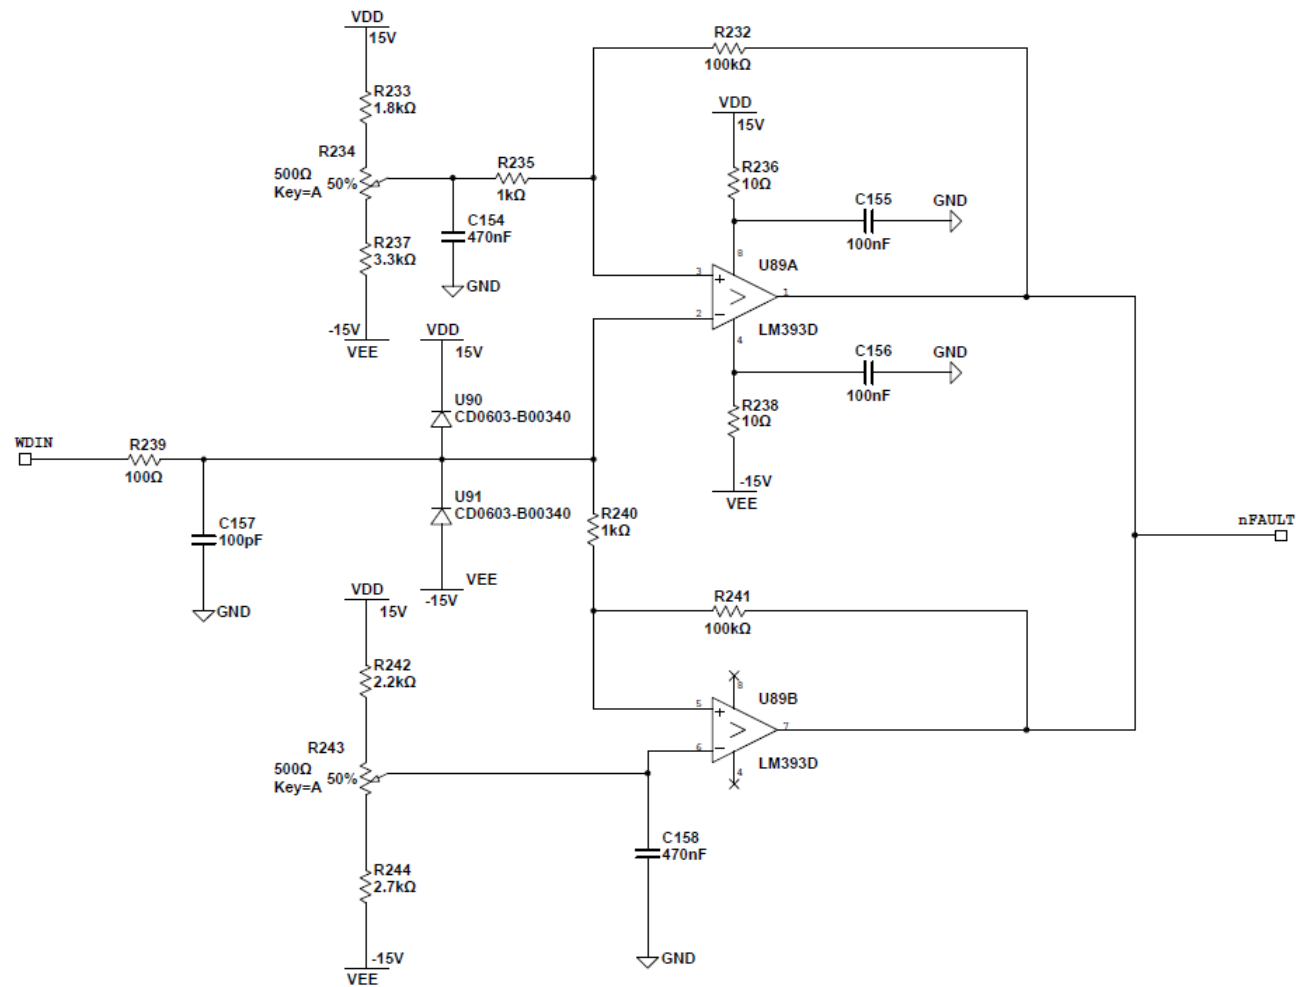 VDD
15V
R233
1.8kΩ
R234
500Ω
Key=A
50%
R237
3.3kΩ
-15V
VEE
R235
1kΩ
C154
470nF
GND
R232
100kΩ
VDD
15V
R236
10Ω
C155
100nF
GND
8
U89A
3
+
>
1
2
−
LM393D
4
C156
100nF
GND
R238
10Ω
-15V
VEE
VDD
15V
U90
CD0603-B00340
WDIN
R239
100Ω
U91
CD0603-B00340
VEE
-15V
C157
100pF
GND
R240
1kΩ
nFAULT
R241
100kΩ
VDD
15V
R242
2.2kΩ
R243
500Ω
Key=A
50%
R244
2.7kΩ
-15V
VEE
8
U89B
5
+
>
7
6
−
LM393D
4
C158
470nF
GND